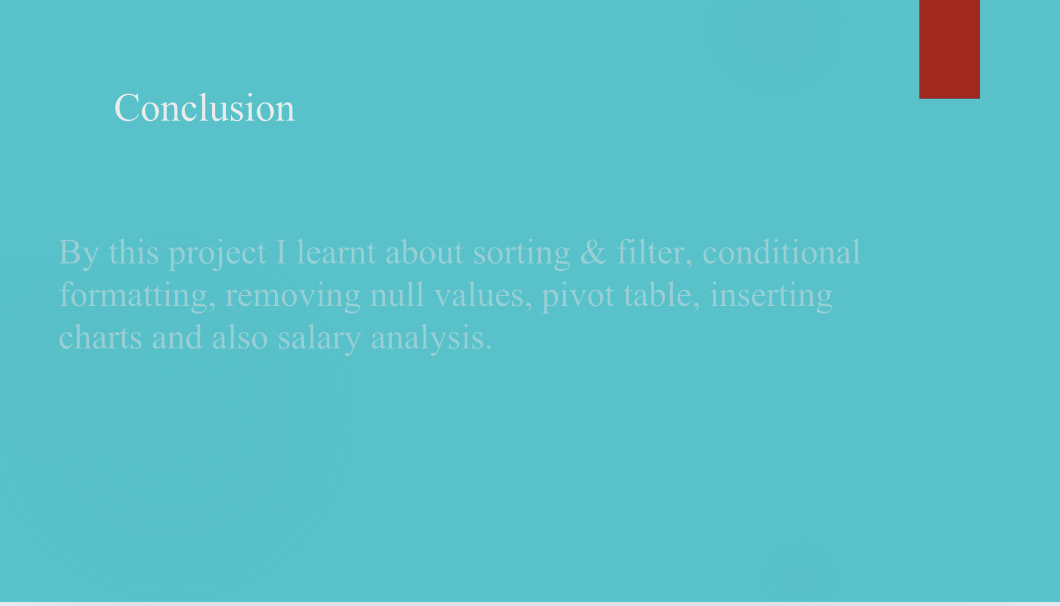 Conclusion
By this project I learnt about sorting & filter, conditional
formatting, removing null values, pivot table, inserting
charts and also salary analysis.